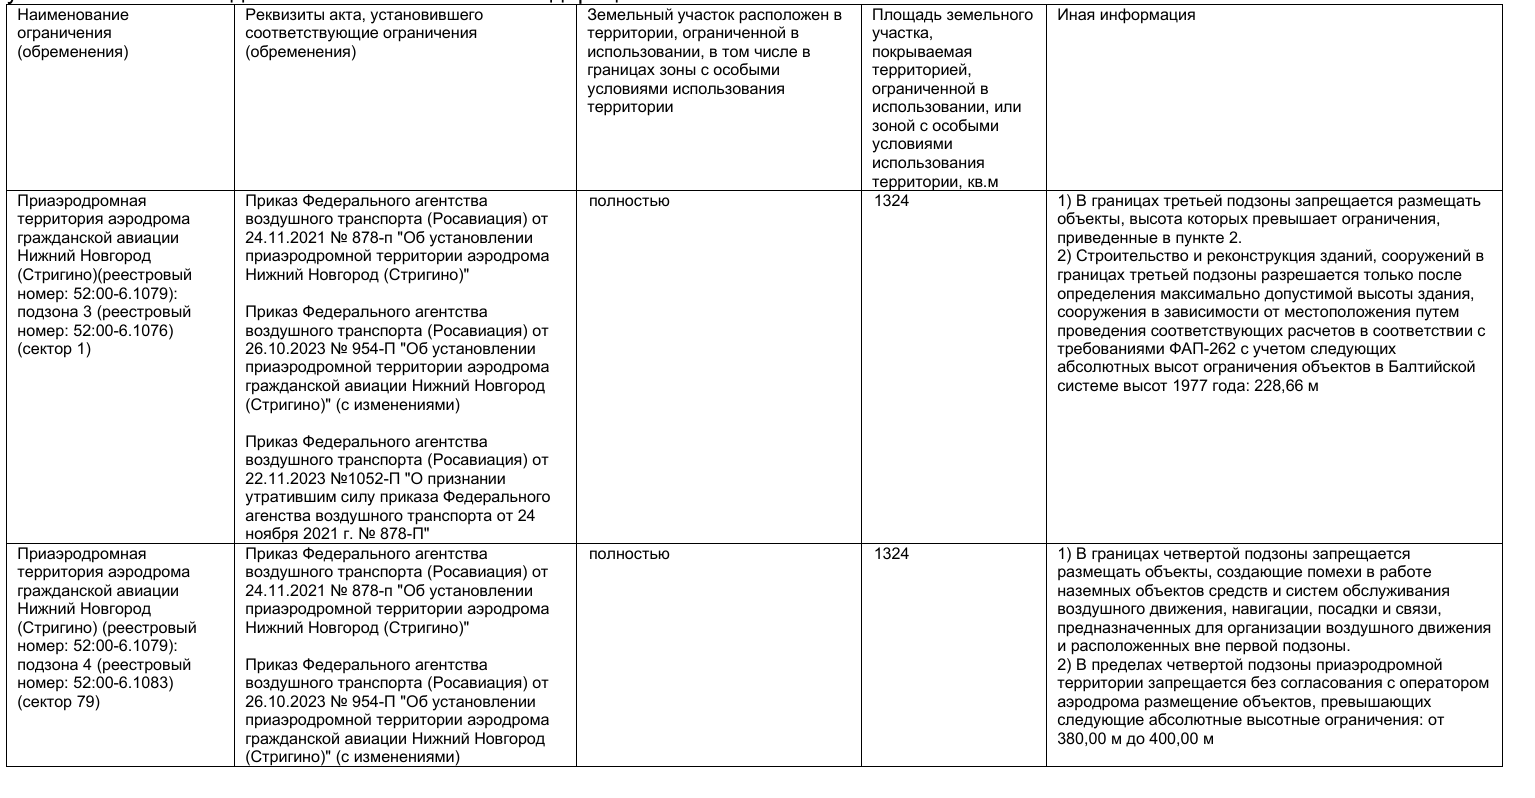 Наименование
ограничения
(обременения)
Реквизиты акта, установившего
соответствующие ограничения
(обременения)
Земельный участок расположен в
территории, ограниченной в
использовании, в том числе в
границах зоны с особыми
условиями использования
территории
Площадь земельного
участка,
покрываемая
территорией,
ограниченной в
использовании, или
зоной с особыми
условиями
использования
территории, кв.м
Иная информация
Приаэродромная
территория аэродрома
гражданской авиации
Нижний Новгород
(Стригино)(реестровый
номер: 52:00-6.1079):
подзона 3 (реестровый
номер: 52:00-6.1076)
(сектор 1)
Приказ Федерального агентства
воздушного транспорта (Росавиация) от
24.11.2021 № 878-п "Об установлении
приаэродромной территории аэродрома
Нижний Новгород (Стригино)"
Приказ Федерального агентства
воздушного транспорта (Росавиация) от
26.10.2023 № 954-П "Об установлении
приаэродромной территории аэродрома
гражданской авиации Нижний Новгород
(Стригино)" (с изменениями)
Приказ Федерального агентства
воздушного транспорта (Росавиация) от
22.11.2023 №1052-П "О признании
утратившим силу приказа Федерального
агенства воздушного транспорта от 24
ноября 2021 г. № 878-П"
полностью
1324
1) В границах третьей подзоны запрещается размещать
объекты, высота которых превышает ограничения,
приведенные в пункте 2.
2) Строительство и реконструкция зданий, сооружений в
границах третьей подзоны разрешается только после
определения максимально допустимой высоты здания,
сооружения в зависимости от местоположения путем
проведения соответствующих расчетов в соответствии с
требованиями ФАП-262 с учетом следующих
абсолютных высот ограничения объектов в Балтийской
системе высот 1977 года: 228,66 м
Приаэродромная
территория аэродрома
гражданской авиации
Нижний Новгород
(Стригино) (реестровый
номер: 52:00-6.1079):
подзона 4 (реестровый
номер: 52:00-6.1083)
(сектор 79)
Приказ Федерального агентства
воздушного транспорта (Росавиация) от
24.11.2021 № 878-п "Об установлении
приаэродромной территории аэродрома
Нижний Новгород (Стригино)"
Приказ Федерального агентства
воздушного транспорта (Росавиация) от
26.10.2023 № 954-П "Об установлении
приаэродромной территории аэродрома
гражданской авиации Нижний Новгород
(Стригино)" (с изменениями)
полностью
1324
1) В границах четвертой подзоны запрещается
размещать объекты, создающие помехи в работе
наземных объектов средств и систем обслуживания
воздушного движения, навигации, посадки и связи,
предназначенных для организации воздушного движения
и расположенных вне первой подзоны.
2) В пределах четвертой подзоны приаэродромной
территории запрещается без согласования с оператором
аэродрома размещение объектов, превышающих
следующие абсолютные высотные ограничения: от
380,00 м до 400,00 м